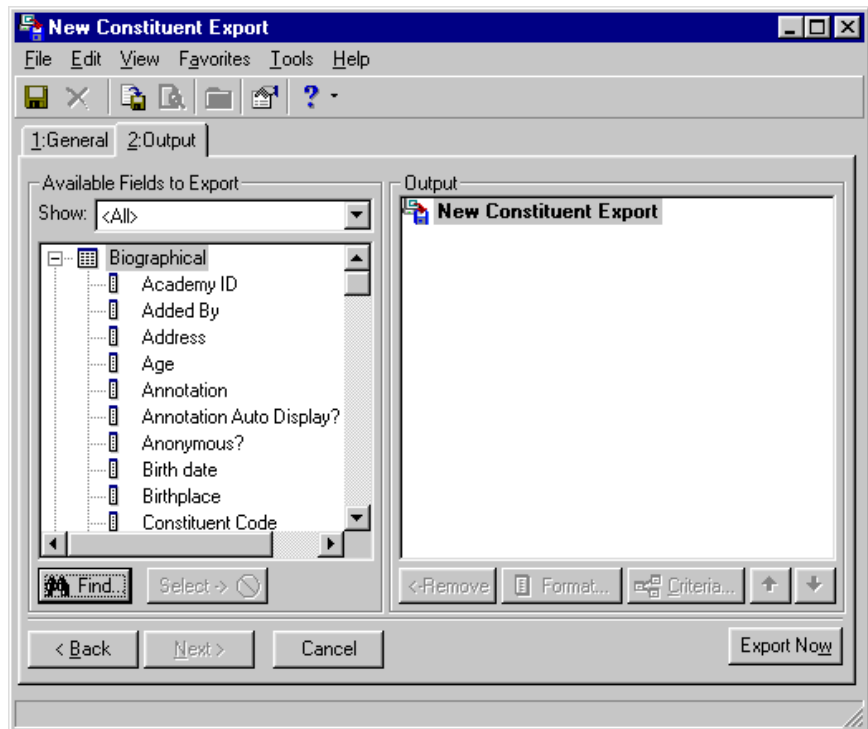 New Constituent Export
File Edit View Favorites Tools Help
?
1:General 2:Output
Available Fields to Export
Show: <All>
Biographical
Academy ID
Added By
Address
Age
Annotation
Annotation Auto Display?
Anonymous?
Birth date
Birthplace
Constituent Code
Find... Select ->
Output
New Constituent Export
<-Remove Format... Criteria...
< Back Next > Cancel Export Now